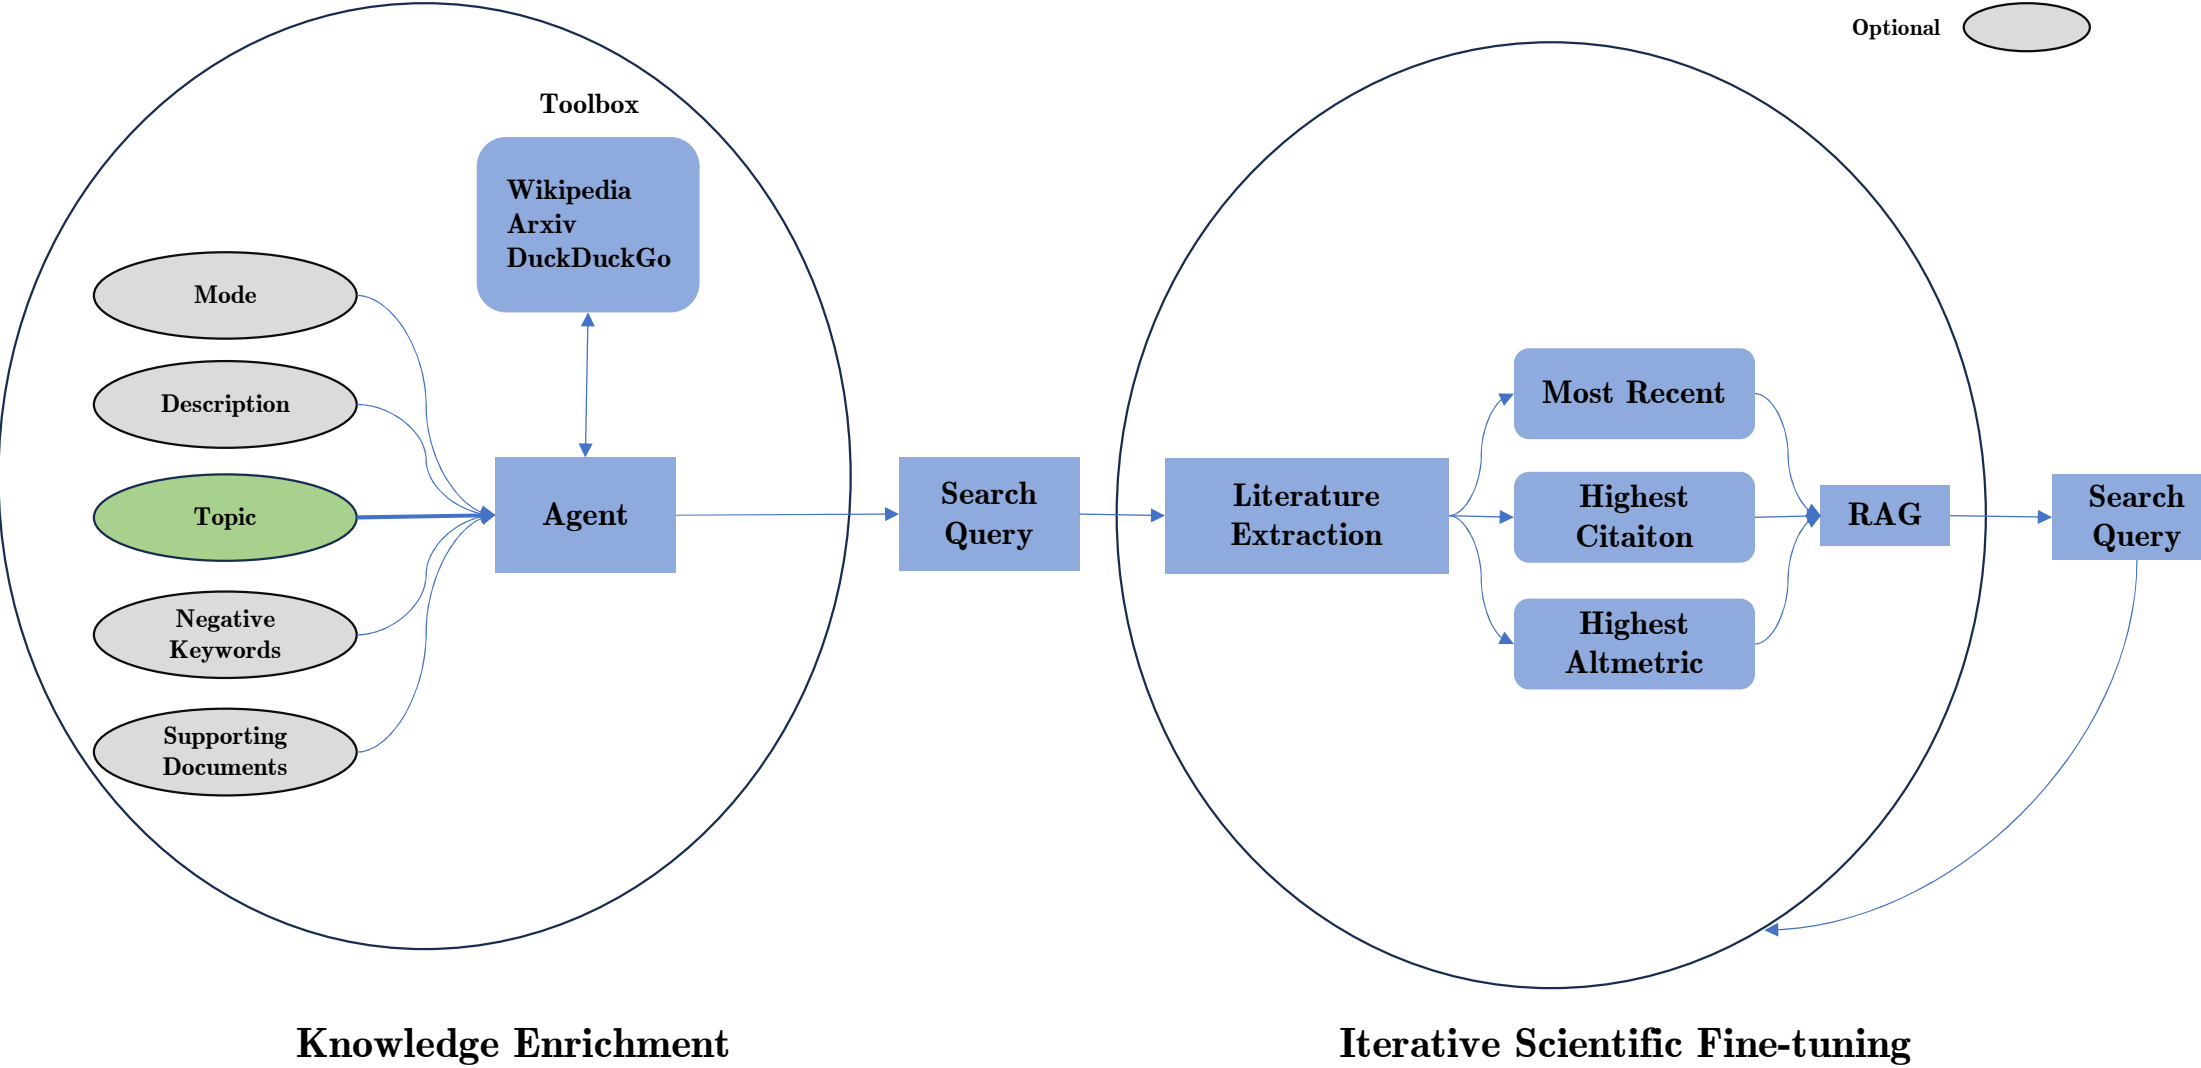 Optional
Toolbox
Wikipedia
Arxiv
DuckDuckGo
Mode
Description
Topic
Negative
Keywords
Supporting
Documents
Agent
Search
Query
Literature
Extraction
Most Recent
Highest
Citaiton
Highest
Altmetric
RAG
Search
Query
Knowledge Enrichment
Iterative Scientific Fine-tuning